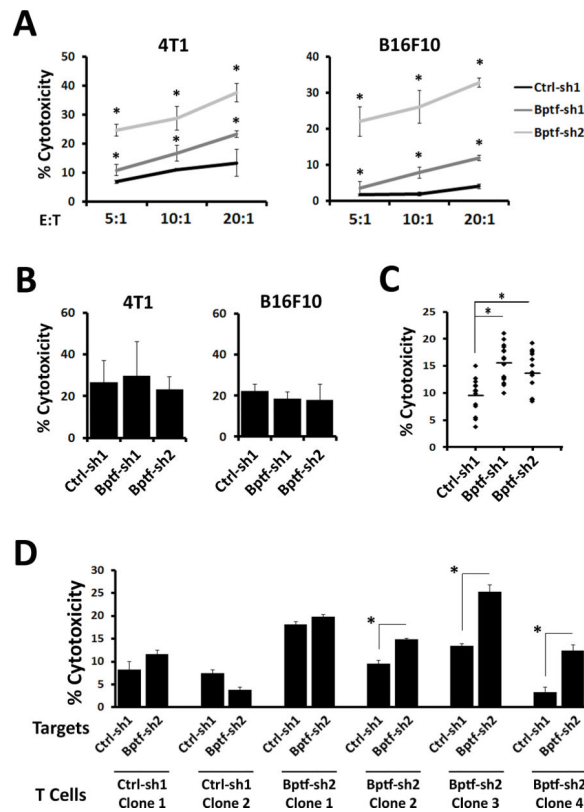 A
4T1
B16F10
% Cytotoxicity
50
40
30
20
10
0
*
*
*
*
*
*
E:T
5:1
10:1
20:1
40
30
20
10
0
*
*
*
*
*
*
5:1
10:1
20:1
Ctrl-sh1
Bptf-sh1
Bptf-sh2
B
4T1
B16F10
% Cytotoxicity
60
40
20
0
Ctrl-sh1
Bptf-sh1
Bptf-sh2
60
40
20
0
Ctrl-sh1
Bptf-sh1
Bptf-sh2
C
% Cytotoxicity
25
20
15
10
5
0
*
*
Ctrl-sh1
Bptf-sh1
Bptf-sh2
D
% Cytotoxicity
30
25
20
15
10
5
0
*
*
*
Targets
Ctrl-sh1
Bptf-sh2
Ctrl-sh1
Bptf-sh2
Ctrl-sh1
Bptf-sh2
Ctrl-sh1
Bptf-sh2
Ctrl-sh1
Bptf-sh2
Ctrl-sh1
Bptf-sh2
T Cells
Ctrl-sh1
Clone 1
Ctrl-sh1
Clone 2
Bptf-sh2
Clone 1
Bptf-sh2
Clone 2
Bptf-sh2
Clone 3
Bptf-sh2
Clone 4